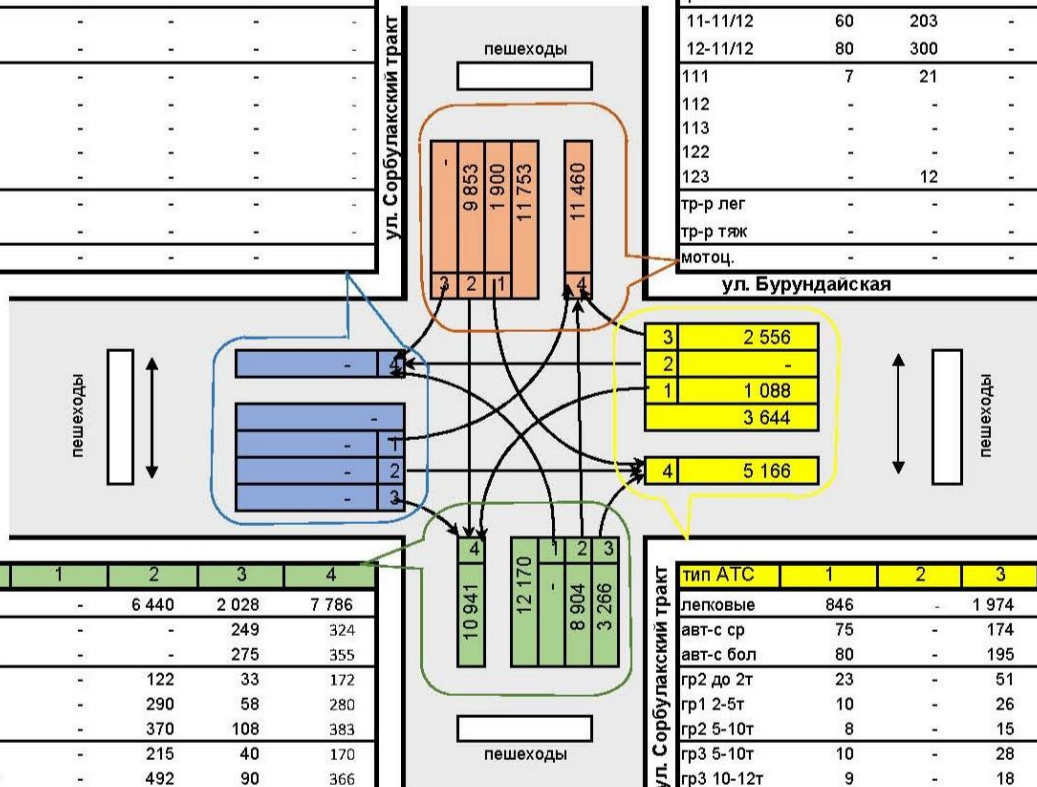 - - - -
- - - -
- - - -
- - - -
- - - -
- - - -
- - - -
- - - -
- - - -
- - - -
ул. Сорбулакский тракт
пешеходы
11-11/12 60 203 -
12-11/12 80 300 -
111 7 21 -
112 - - -
113 - - -
122 - - -
123 - 12 -
тр-р лег - - -
тр-р тяж - - -
мотоц. - - -
ул. Бурундайская
-
9 853
1 900
11 753
11 460
3 2 1 4
3 2 556
2 -
1 1 088
3 644
4 5 166
- 4
-
- 1
- 2
- 3
пешеходы
пешеходы
4 1 2 3
10 941
12 170
-
8 904
3 266
пешеходы
1 2 3 4
- 6 440 2 028 7 786
- - 249 324
- - 275 355
- 122 33 172
- 290 58 280
- 370 108 383
- 215 40 170
- 492 90 366
ул. Сорбулакский тракт
тип АТС 1 2 3
легковые 846 - 1 974
авт-с ср 75 - 174
авт-с бол 80 - 195
гр2 до 2т 23 - 51
гр1 2-5т 10 - 26
гр2 5-10т 8 - 15
гр3 5-10т 10 - 28
гр3 10-12т 9 - 18